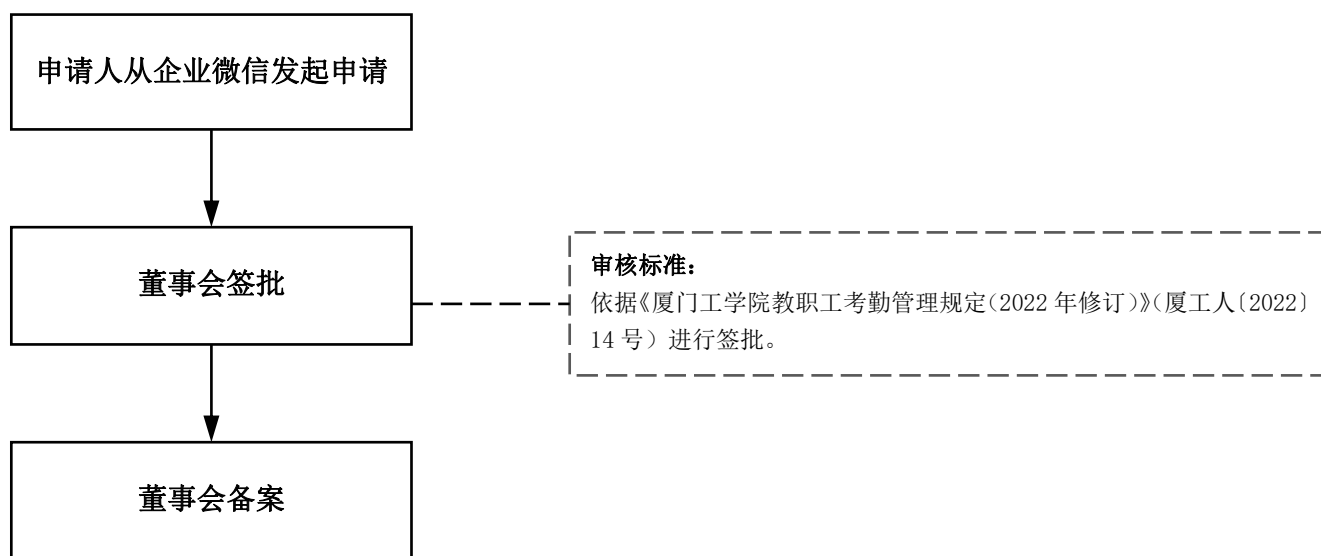 申请人从企业微信发起申请
董事会签批
审核标准：
依据《厦门工学院教职工考勤管理规定（2022 年修订）》（厦工人〔2022〕
14 号）进行签批。
董事会备案